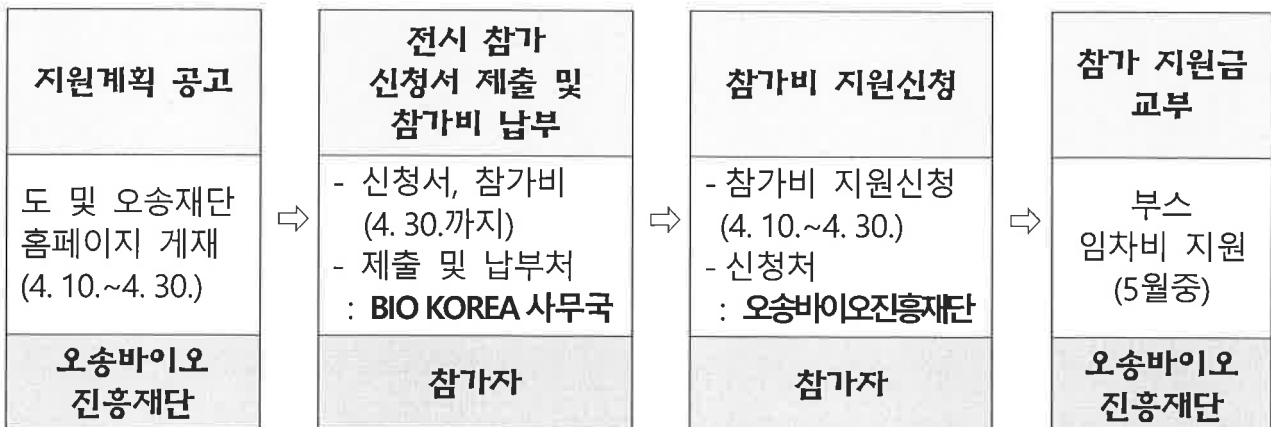 지원계획 공고
도 및 오송재단
홈페이지 게재
(4. 10.~4. 30.)
오송바이오
진흥재단
⇨
전시 참가
신청서 제출 및
참가비 납부
- 신청서, 참가비
(4. 30.까지)
- 제출 및 납부처
: BIO KOREA 사무국
참가자
⇨
참가비 지원신청
- 참가비 지원신청
(4. 10.~4. 30.)
- 신청처
: 오송바이오진흥재단
참가자
⇨
참가 지원금
교부
부스
임차비 지원
(5월중)
오송바이오
진흥재단